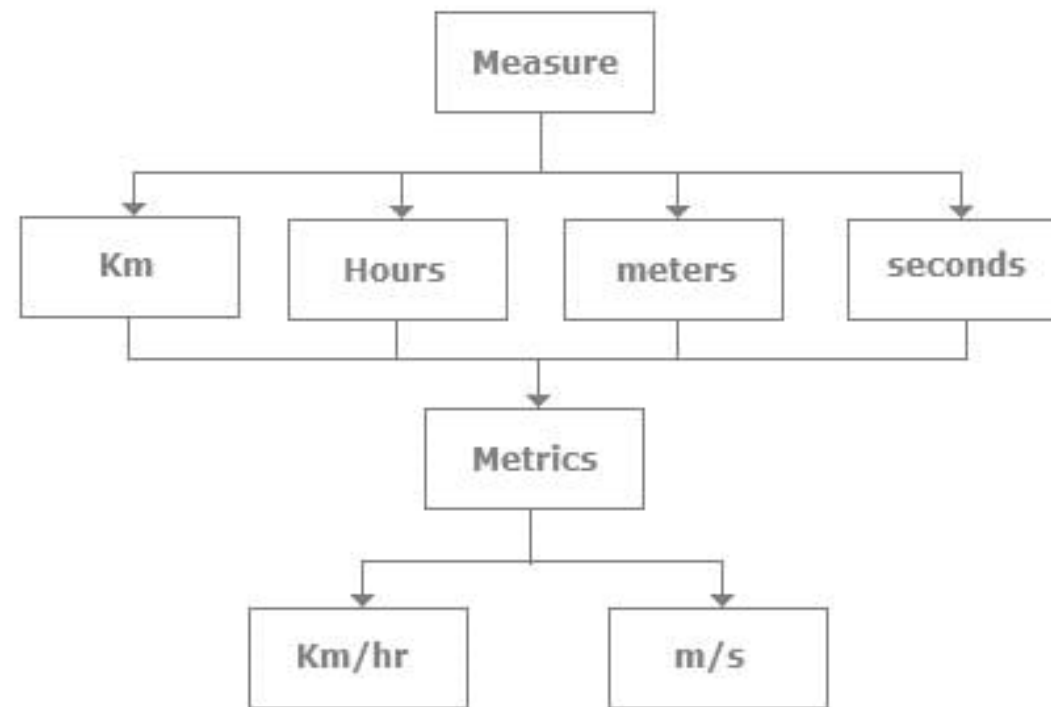 Measure
Km
Hours
meters
seconds
Metrics
Km/hr
m/s